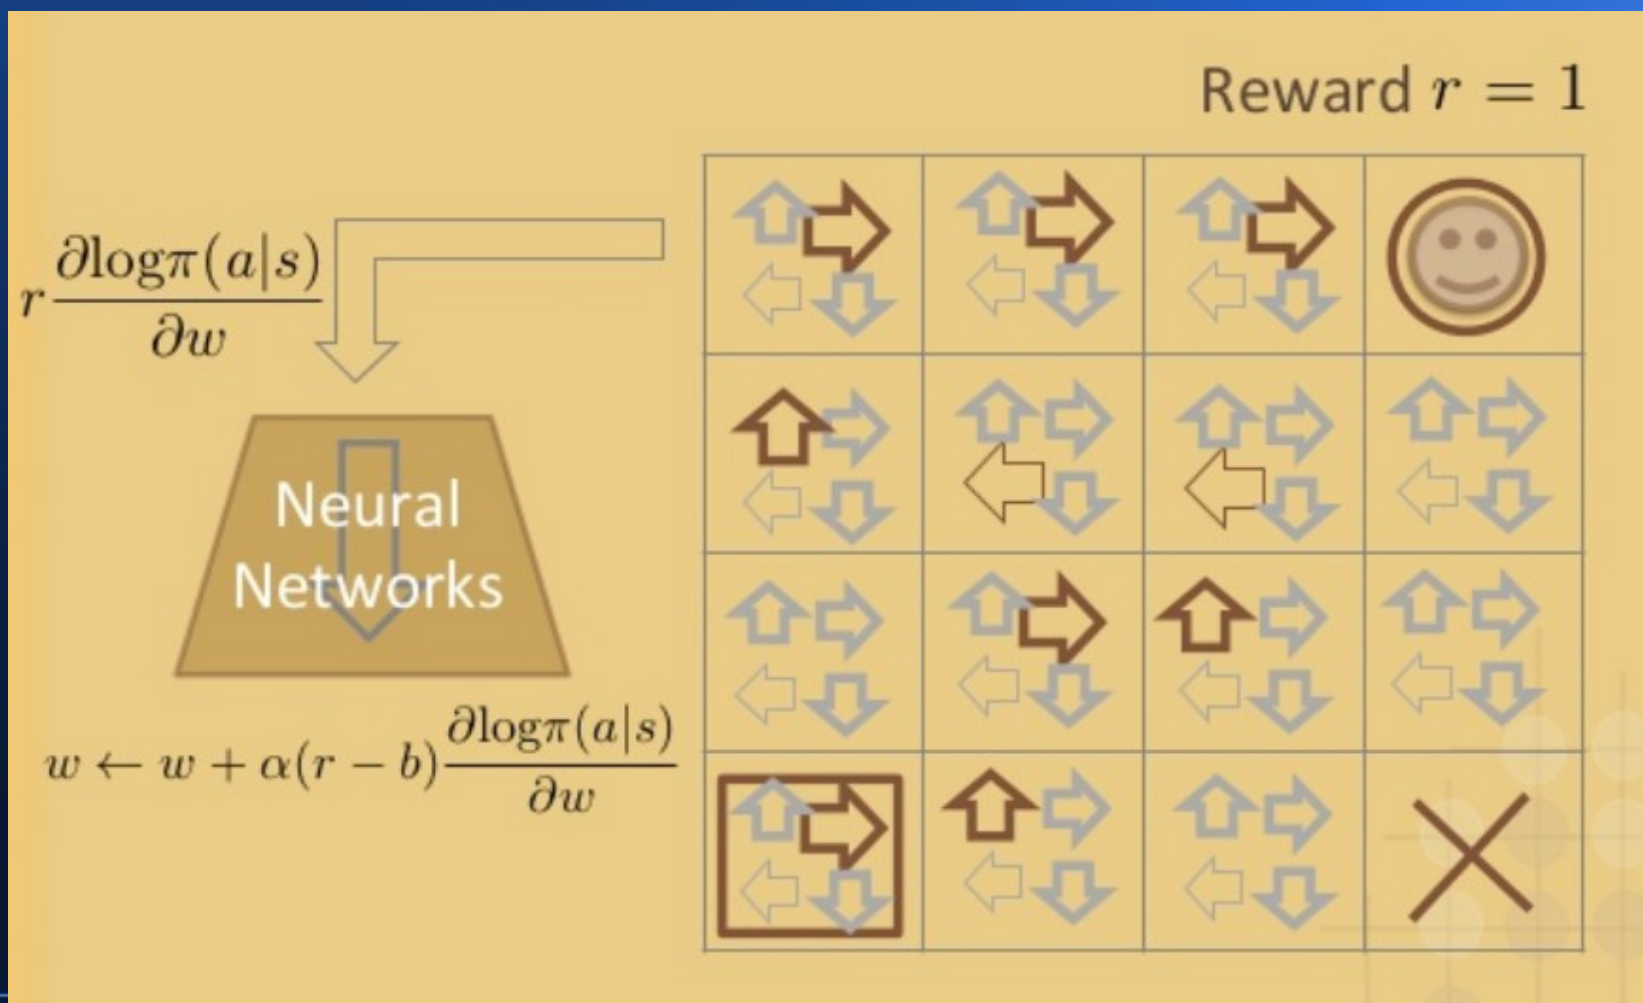 Reward r = 1
r ∂logπ(a|s)/∂w
Neural
Networks
w ← w + α(r − b) ∂logπ(a|s)/∂w